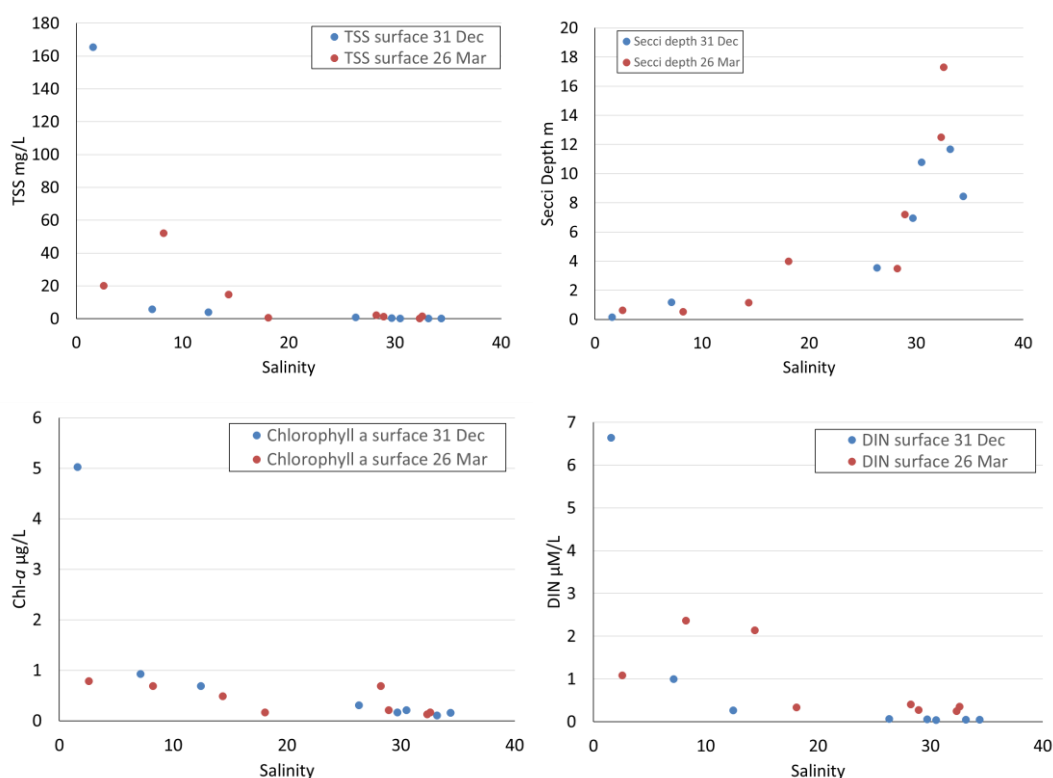 180
160
140
120
100
80
60
40
20
0
TSS mg/L
TSS surface 31 Dec
TSS surface 26 Mar
0 10 20 30 40
Salinity
20
18
16
14
12
10
8
6
4
2
0
Secci Depth m
Secci depth 31 Dec
Secci depth 26 Mar
0 10 20 30 40
Salinity
6
5
4
3
2
1
0
Chl-a µg/L
Chlorophyll a surface 31 Dec
Chlorophyll a surface 26 Mar
0 10 20 30 40
Salinity
7
6
5
4
3
2
1
0
DIN µM/L
DIN surface 31 Dec
DIN surface 26 Mar
0 10 20 30 40
Salinity